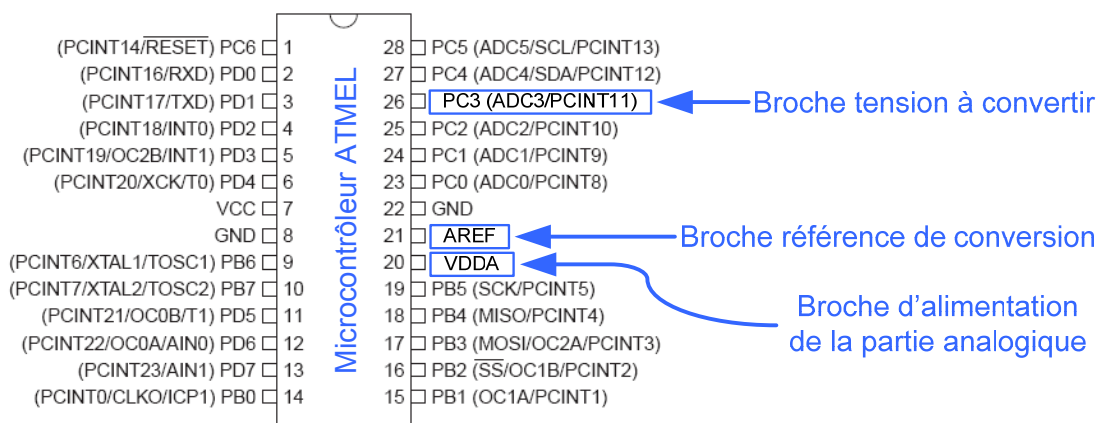 (PCINT14/RESET) PC6 1
(PCINT16/RXD) PD0 2
(PCINT17/TXD) PD1 3
(PCINT18/INT0) PD2 4
(PCINT19/OC2B/INT1) PD3 5
(PCINT20/XCK/T0) PD4 6
VCC 7
GND 8
(PCINT6/XTAL1/TOSC1) PB6 9
(PCINT7/XTAL2/TOSC2) PB7 10
(PCINT21/OC0B/T1) PD5 11
(PCINT22/OC0A/AIN0) PD6 12
(PCINT23/AIN1) PD7 13
(PCINT0/CLKO/ICP1) PB0 14
Microcontrôleur ATMEL
28 PC5 (ADC5/SCL/PCINT13)
27 PC4 (ADC4/SDA/PCINT12)
26 PC3 (ADC3/PCINT11)
25 PC2 (ADC2/PCINT10)
24 PC1 (ADC1/PCINT9)
23 PC0 (ADC0/PCINT8)
22 GND
21 AREF
20 VDDA
19 PB5 (SCK/PCINT5)
18 PB4 (MISO/PCINT4)
17 PB3 (MOSI/OC2A/PCINT3)
16 PB2 (SS/OC1B/PCINT2)
15 PB1 (OC1A/PCINT1)
Broche tension à convertir
Broche référence de conversion
Broche d'alimentation
de la partie analogique